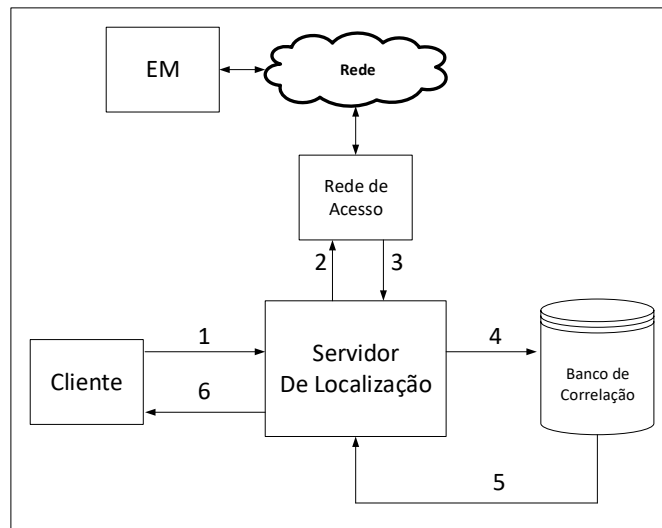 EM
Rede
Rede de
Acesso
2
3
1
Servidor
De Localização
4
Cliente
6
Banco de
Correlação
5